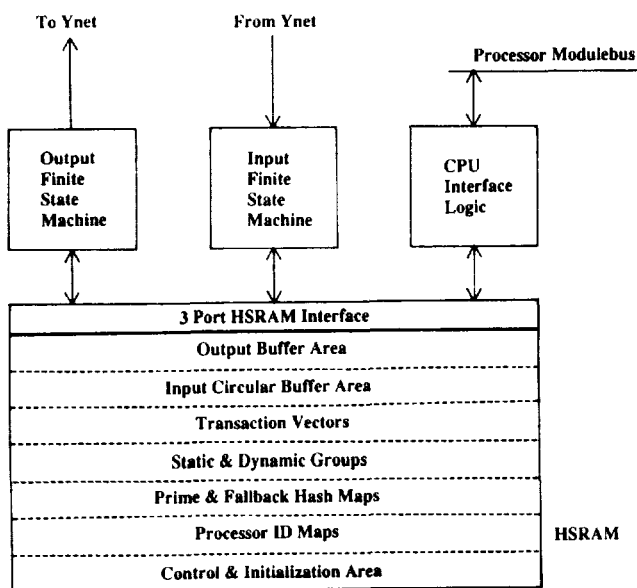 To Ynet
From Ynet
Processor Modulebus
Output
Finite
State
Machine
Input
Finite
State
Machine
CPU
Interface
Logic
3 Port HSRAM Interface
Output Buffer Area
Input Circular Buffer Area
Transaction Vectors
Static & Dynamic Groups
Prime & Fallback Hash Maps
Processor ID Maps
HSRAM
Control & Initialization Area